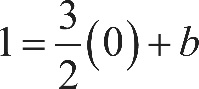 1 = 3/2 (0) + b